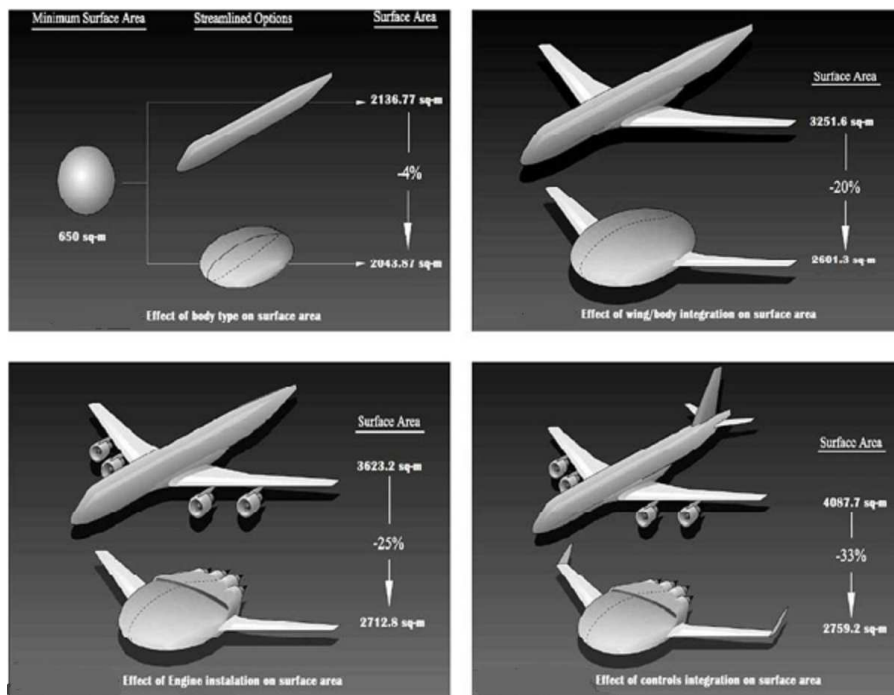 Minimum Surface Area
Streamlined Options
Surface Area
2136.77 sq-m
-4%
650 sq-m
2043.87 sq-m
Effect of body type on surface area
Surface Area
3251.6 sq-m
-20%
2601.3 sq-m
Effect of wing/body integration on surface area
Surface Area
3623.2 sq-m
-25%
2712.8 sq-m
Effect of Engine instalation on surface area
Surface Area
4087.7 sq-m
-33%
2759.2 sq-m
Effect of controls integration on surface area